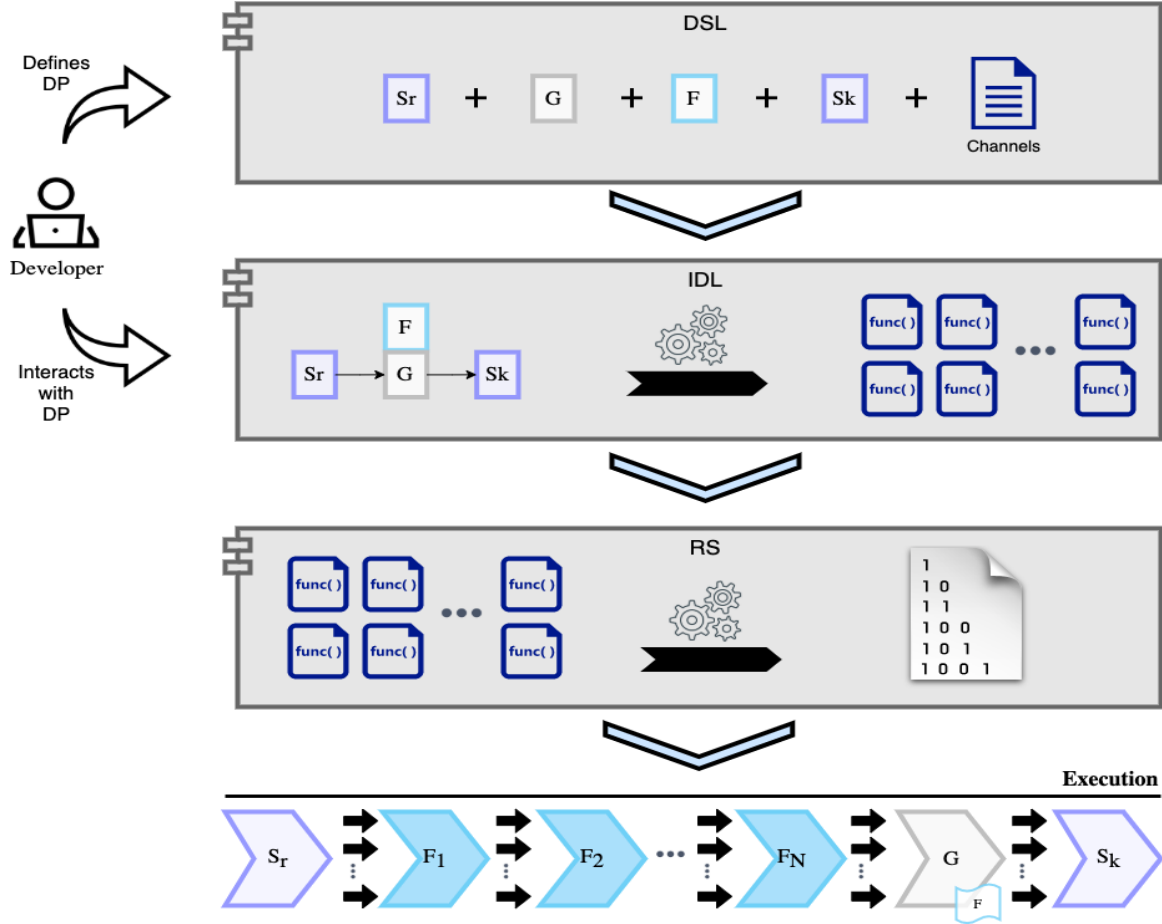 DSL
Defines
DP
Sr + G + F + Sk +
Channels
Developer
IDL
F
Sr G Sk
func( ) func( ) ••• func( )
func( ) func( ) func( )
Interacts
with
DP
RS
func( ) func( ) ••• func( )
func( ) func( ) func( )
1
1 0
1 1
1 0 0
1 0 1
1 0 0 1
Execution
Sr F1 F2 ••• FN G Sk
F